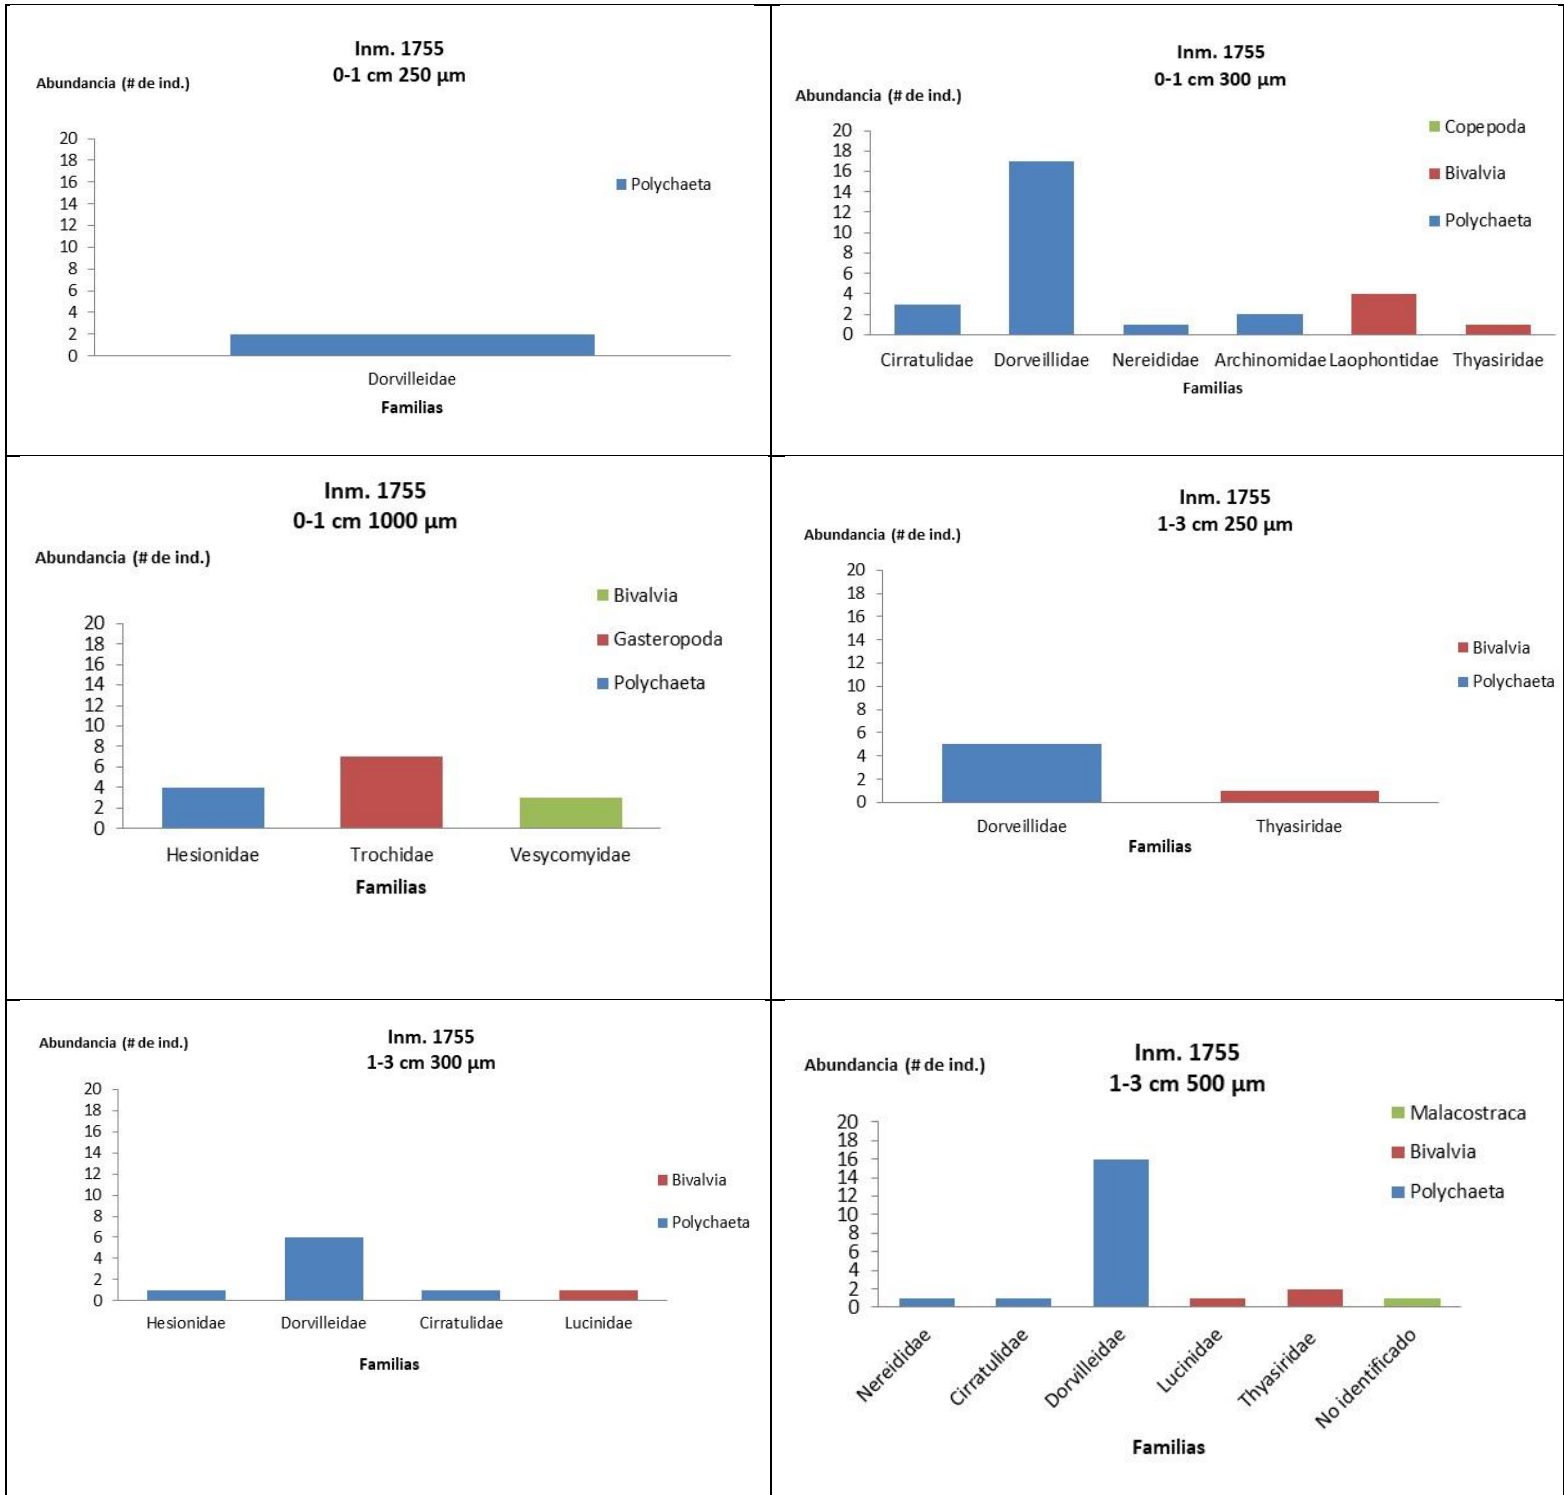 Inm. 1755
0-1 cm 250 µm
Abundancia (# de ind.)
20
18
16
14
12
10
8
6
4
2
0
Polychaeta
Dorvilleidae
Familias
Inm. 1755
0-1 cm 300 µm
Abundancia (# de ind.)
20
18
16
14
12
10
8
6
4
2
0
Copepoda
Bivalvia
Polychaeta
Cirratulidae Dorveillidae Nereididae Archinomidae Laophontidae Thyasiridae
Familias
Inm. 1755
0-1 cm 1000 µm
Abundancia (# de ind.)
20
18
16
14
12
10
8
6
4
2
0
Bivalvia
Gasteropoda
Polychaeta
Hesionidae Trochidae Vesycomyidae
Familias
Inm. 1755
1-3 cm 250 µm
Abundancia (# de ind.)
20
18
16
14
12
10
8
6
4
2
0
Bivalvia
Polychaeta
Dorveillidae Thyasiridae
Familias
Inm. 1755
1-3 cm 300 µm
Abundancia (# de ind.)
20
18
16
14
12
10
8
6
4
2
0
Bivalvia
Polychaeta
Hesionidae Dorvilleidae Cirratulidae Lucinidae
Familias
Inm. 1755
1-3 cm 500 µm
Abundancia (# de ind.)
20
18
16
14
12
10
8
6
4
2
0
Malacostraca
Bivalvia
Polychaeta
Nereididae Cirratulidae Dorvilleidae Lucinidae Thyasiridae No identificado
Familias